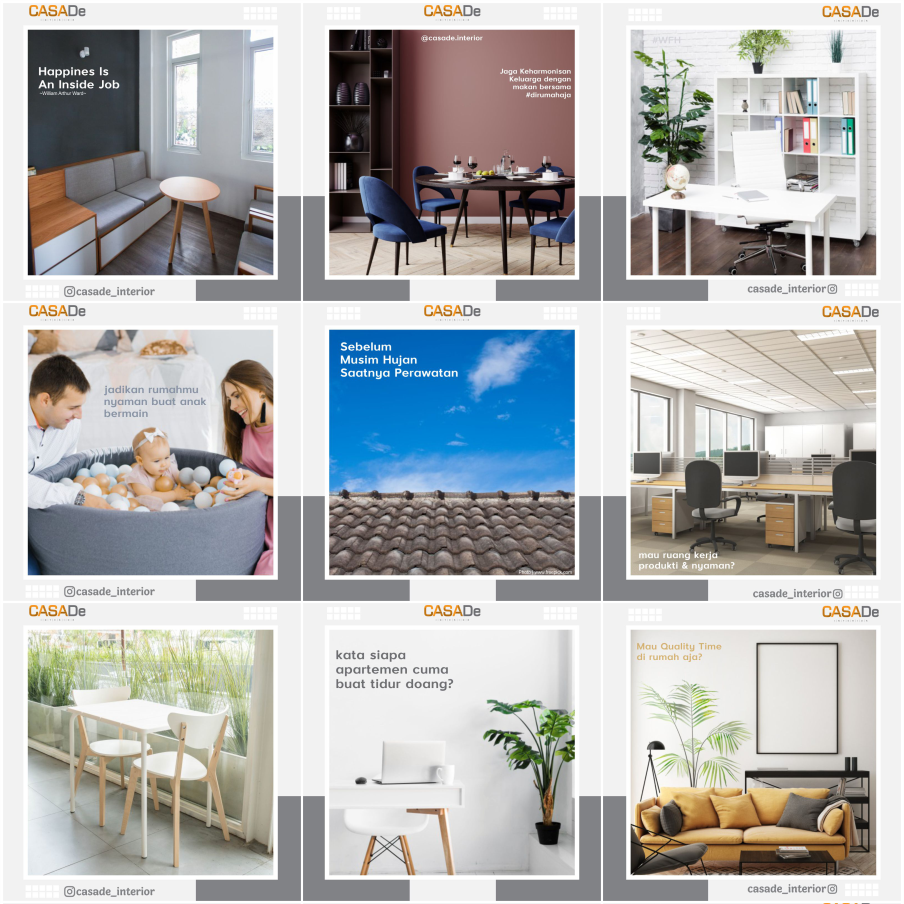 CASADe
CASADe
CASADe
Happines Is
An Inside Job
~William Arthur Ward~
@casade.interior
Jaga Keharmonisan
Keluarga dengan
makan bersama
#dirumahaja
#WFH
casade_interior
casade_interior
CASADe
CASADe
CASADe
jadikan rumahmu
nyaman buat anak
bermain
Sebelum
Musim Hujan
Saatnya Perawatan
Photo: www.freepick.com
mau ruang kerja
produkti & nyaman?
casade_interior
casade_interior
CASADe
CASADe
CASADe
kata siapa
apartemen cuma
buat tidur doang?
Mau Quality Time
di rumah aja?
casade_interior
casade_interior